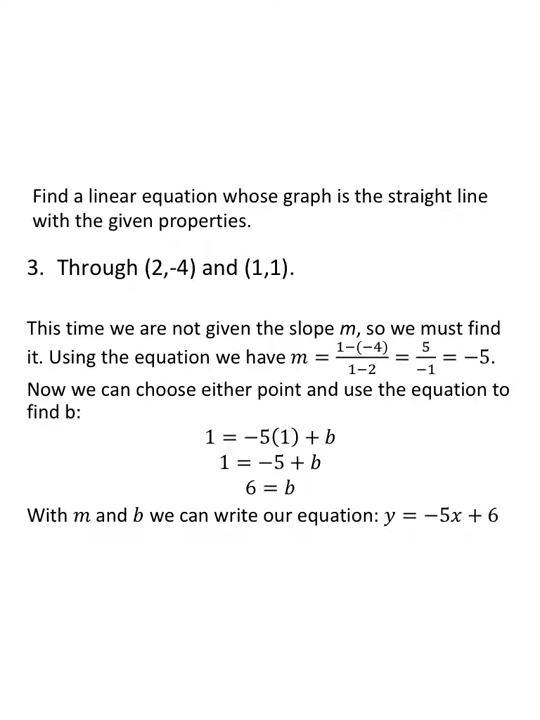 Find a linear equation whose graph is the straight line
with the given properties.
3. Through (2,-4) and (1,1).
This time we are not given the slope m, so we must find
it. Using the equation we have m = \frac{1−(−4)}{1−2} = \frac{5}{−1} = −5.
Now we can choose either point and use the equation to
find b:
1 = −5(1) + b
1 = −5 + b
6 = b
With m and b we can write our equation: y = −5x + 6